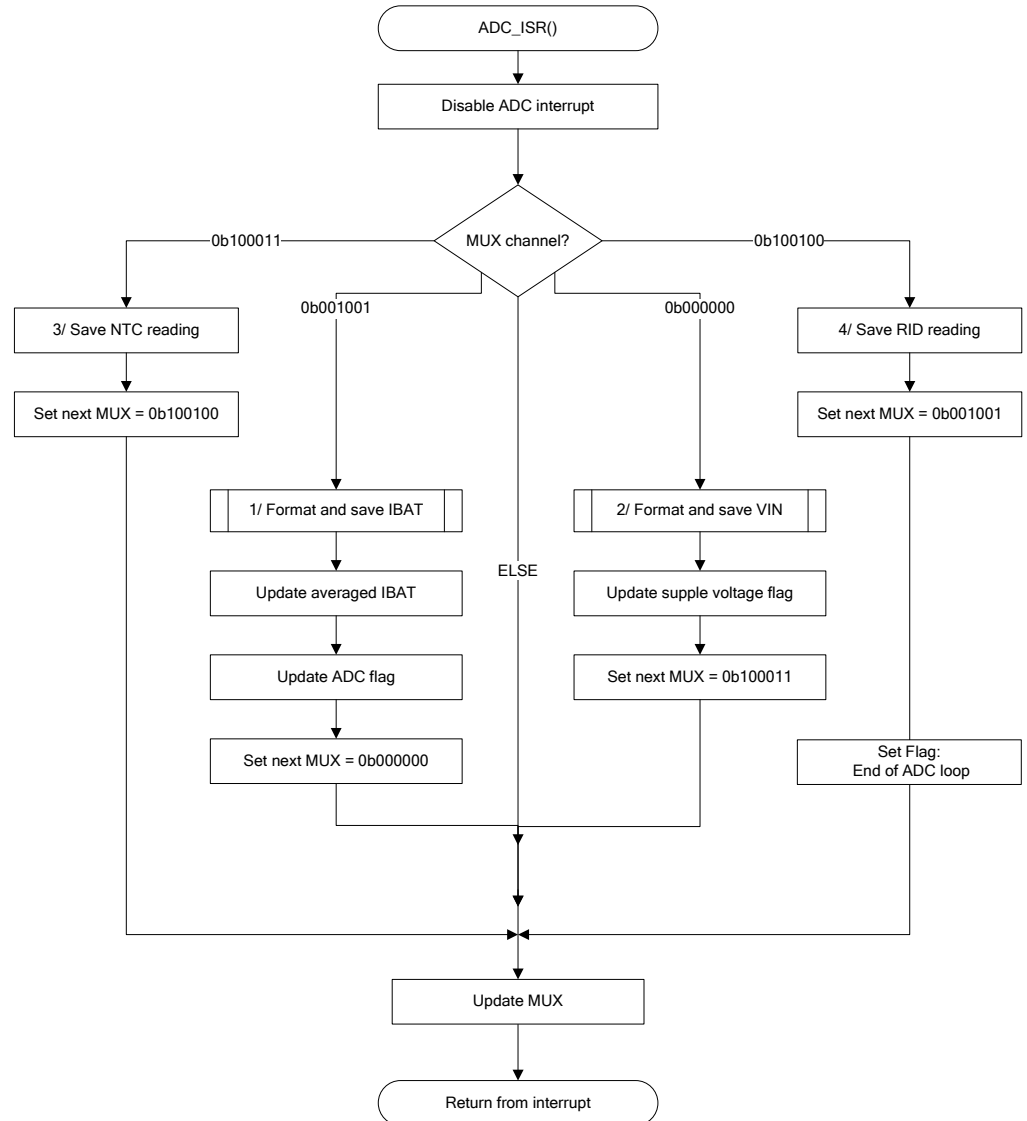 ADC_ISR()
Disable ADC interrupt
MUX channel?
0b100011
0b100100
0b001001
0b000000
3/ Save NTC reading
4/ Save RID reading
Set next MUX = 0b100100
Set next MUX = 0b001001
1/ Format and save IBAT
2/ Format and save VIN
ELSE
Update averaged IBAT
Update supple voltage flag
Update ADC flag
Set next MUX = 0b100011
Set next MUX = 0b000000
Set Flag:
End of ADC loop
Update MUX
Return from interrupt